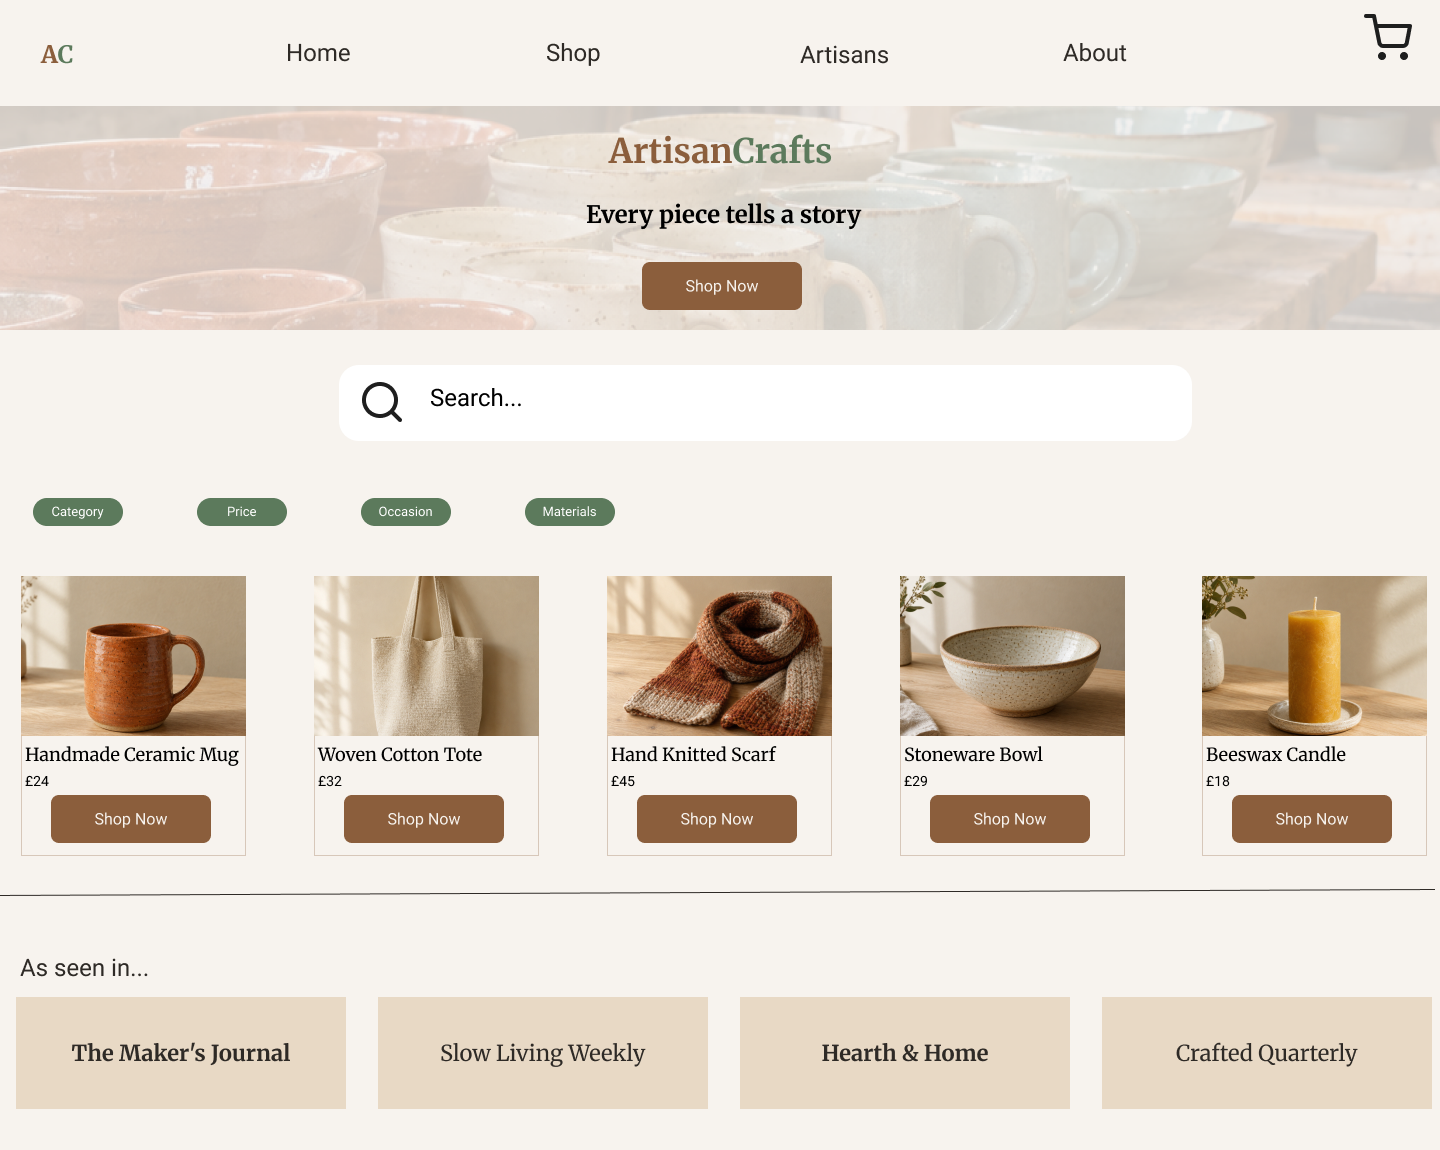 AC
Home
Shop
Artisans
About
ArtisanCrafts
Every piece tells a story
Shop Now
Search...
Category
Price
Occasion
Materials
Handmade Ceramic Mug
£24
Shop Now
Woven Cotton Tote
£32
Shop Now
Hand Knitted Scarf
£45
Shop Now
Stoneware Bowl
£29
Shop Now
Beeswax Candle
£18
Shop Now
As seen in...
The Maker's Journal
Slow Living Weekly
Hearth & Home
Crafted Quarterly